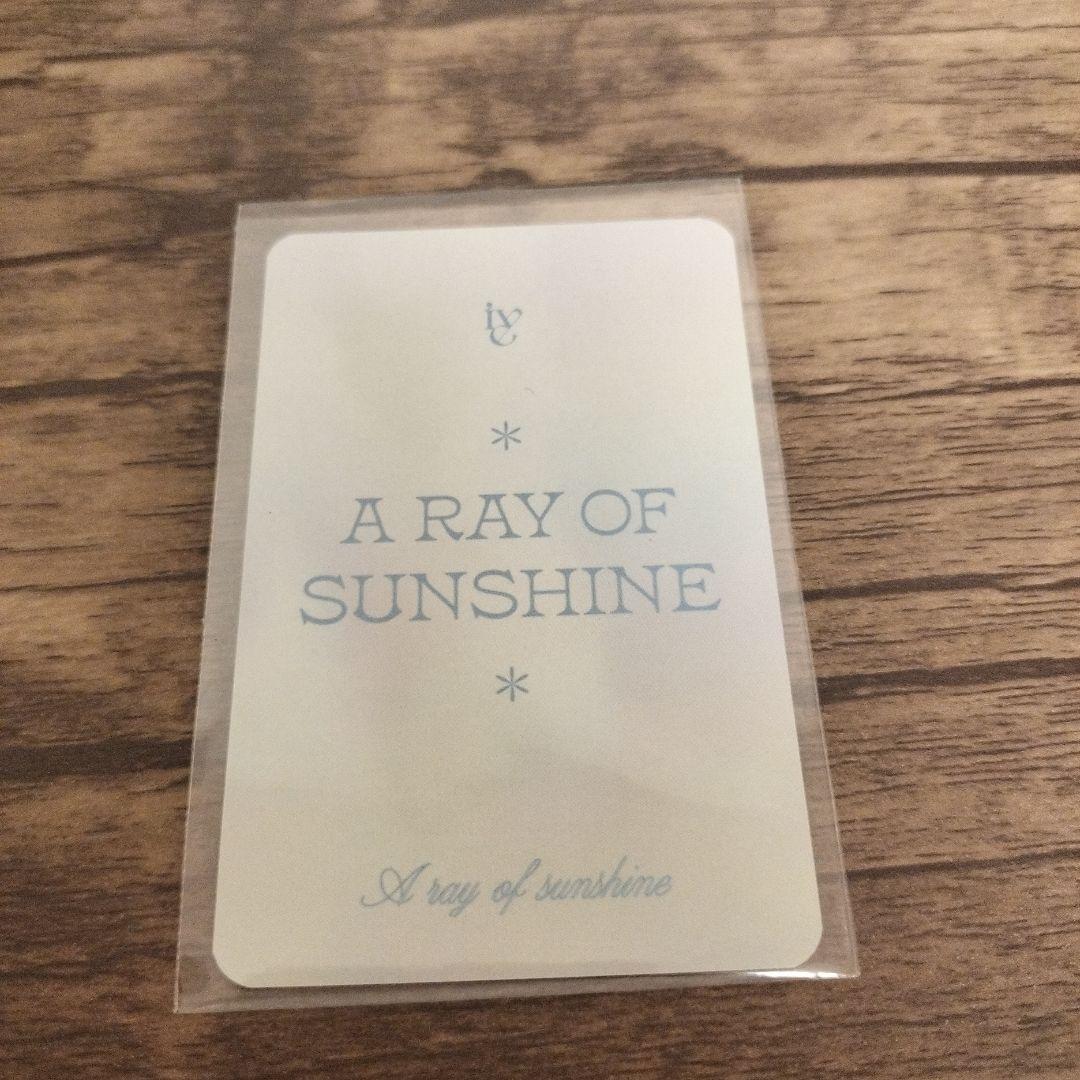 ive
*
A RAY OF
SUNSHINE
*
A ray of sunshine